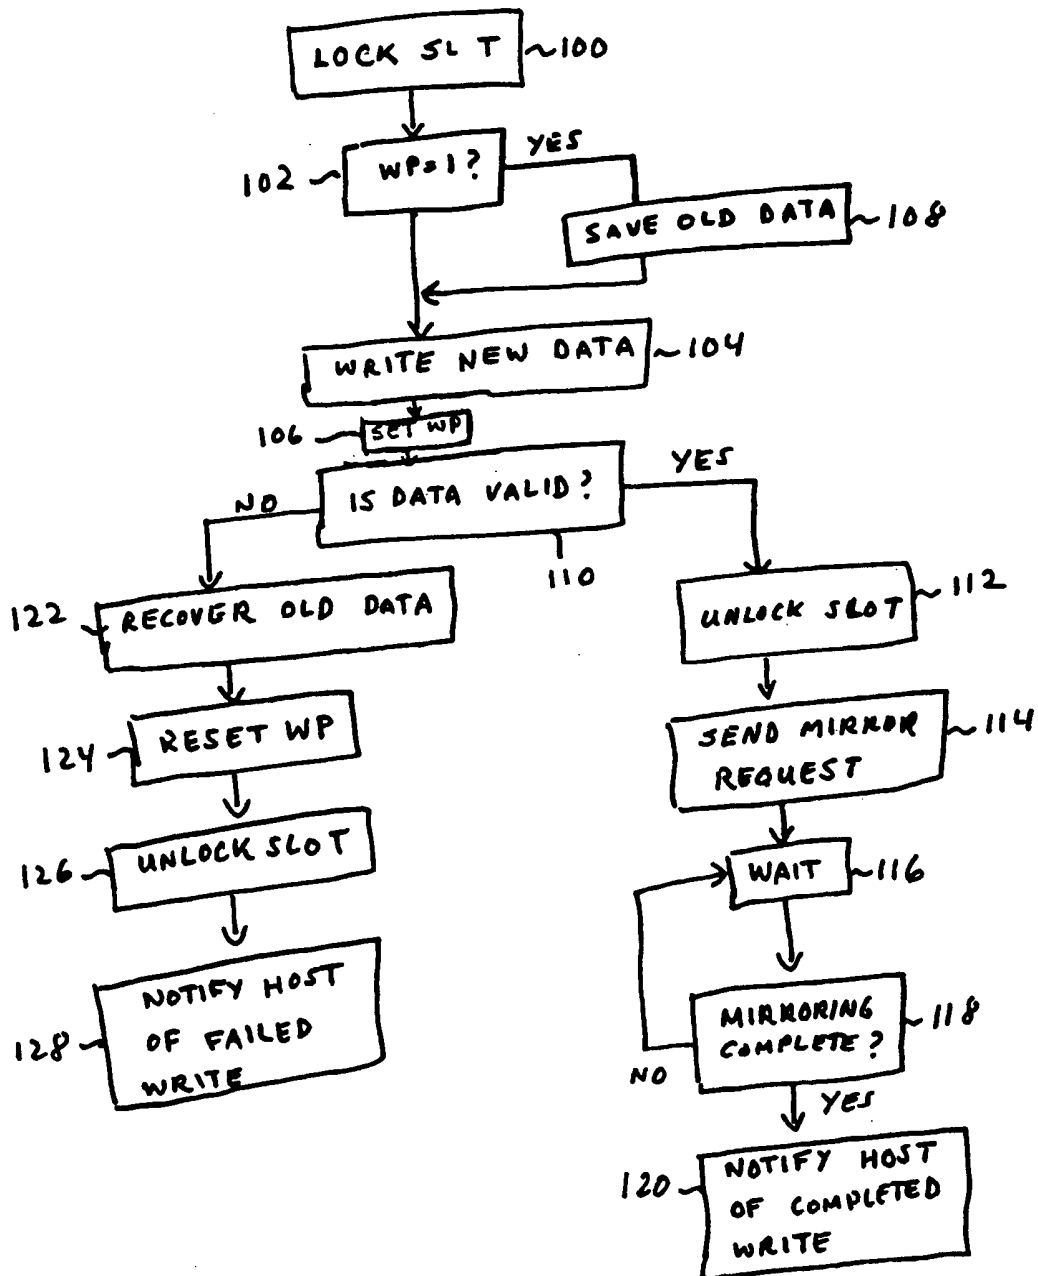 LOCK SL T
100
102
WP=1?
YES
SAVE OLD DATA
108
WRITE NEW DATA
104
106
SET WP
IS DATA VALID?
110
NO
YES
122
RECOVER OLD DATA
UNLOCK SLOT
112
124
RESET WP
SEND MIRROR
REQUEST
114
126
UNLOCK SLOT
WAIT
116
128
NOTIFY HOST
OF FAILED
WRITE
MIRRORING
COMPLETE?
118
NO
YES
120
NOTIFY HOST
OF COMPLETED
WRITE